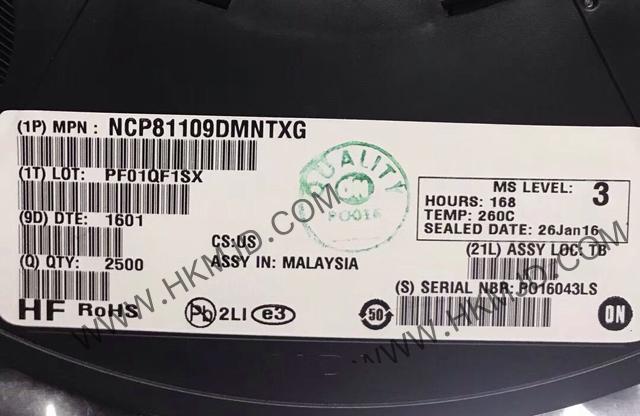 (1P) MPN : NCP81109DMNTXG
(1T) LOT: PF01QF1SX
(9D) DTE: 1601
(Q) QTY: 2500
CS:US
ASSY IN: MALAYSIA
QUALITY
ON
PO016
MS LEVEL: 3
HOURS: 168
TEMP: 260C
SEALED DATE: 26Jan16
(21L) ASSY LOC: TB
(S) SERIAL NBR: PO16043LS
HF RoHS
Pb 2LI e3
50
ON
WWW.HKMJD.COM
WWW.HKMJD.COM